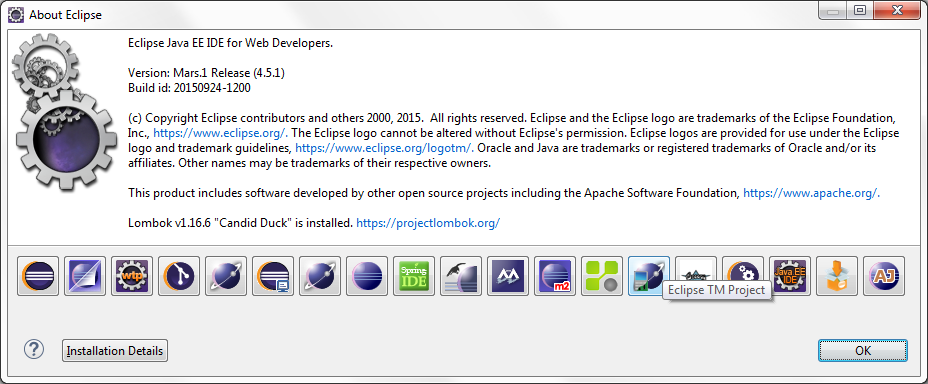 About Eclipse
Eclipse Java EE IDE for Web Developers.
Version: Mars.1 Release (4.5.1)
Build id: 20150924-1200
(c) Copyright Eclipse contributors and others 2000, 2015.  All rights reserved. Eclipse and the Eclipse logo are trademarks of the Eclipse Foundation,
Inc., https://www.eclipse.org/. The Eclipse logo cannot be altered without Eclipse's permission. Eclipse logos are provided for use under the Eclipse
logo and trademark guidelines, https://www.eclipse.org/logotm/. Oracle and Java are trademarks or registered trademarks of Oracle and/or its
affiliates. Other names may be trademarks of their respective owners.
This product includes software developed by other open source projects including the Apache Software Foundation, https://www.apache.org/.
Lombok v1.16.6 "Candid Duck" is installed. https://projectlombok.org/
wtp
Spring
IDE
m2
Java EE
IDE
AJ
Eclipse TM Project
?
Installation Details
OK